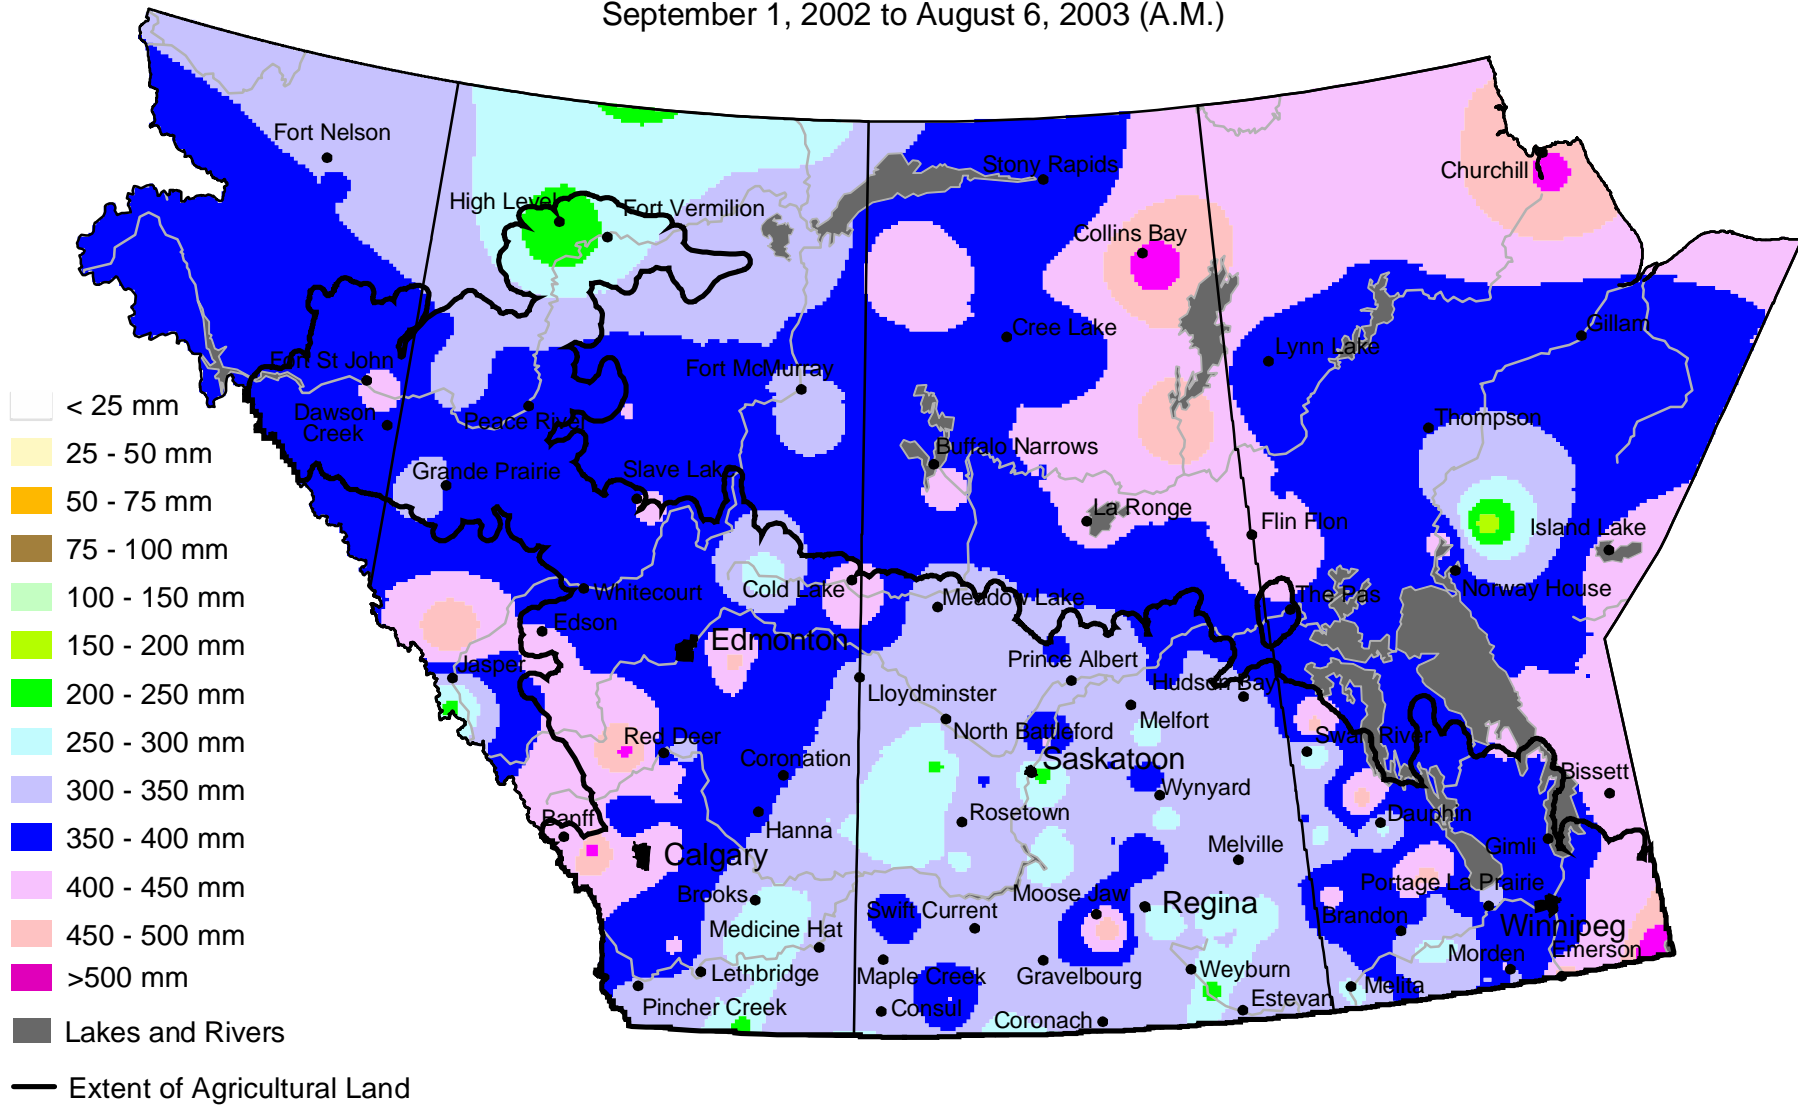 September 1, 2002 to August 6, 2003 (A.M.)
Fort Nelson
Stony Rapids
Churchill
High Level
Fort Vermilion
Collins Bay
Gillam
Cree Lake
Lynn Lake
Fort St John
Fort McMurray
Dawson
Creek
Peace River
Thompson
Buffalo Narrows
Grande Prairie
Slave Lake
La Ronge
Flin Flon
Island Lake
Whitecourt
Cold Lake
Meadow Lake
The Pas
Norway House
Edson
Edmonton
Jasper
Prince Albert
Hudson Bay
Lloydminster
Melfort
North Battleford
Red Deer
Swan River
Coronation
Saskatoon
Bissett
Wynyard
Rosetown
Dauphin
Banff
Hanna
Melville
Gimli
Calgary
Brooks
Moose Jaw
Portage La Prairie
Swift Current
Regina
Brandon
Winnipeg
Medicine Hat
Morden
Emerson
Lethbridge
Maple Creek
Gravelbourg
Weyburn
Melita
Pincher Creek
Consul
Coronach
Estevan
< 25 mm
25 - 50 mm
50 - 75 mm
75 - 100 mm
100 - 150 mm
150 - 200 mm
200 - 250 mm
250 - 300 mm
300 - 350 mm
350 - 400 mm
400 - 450 mm
450 - 500 mm
>500 mm
Lakes and Rivers
Extent of Agricultural Land